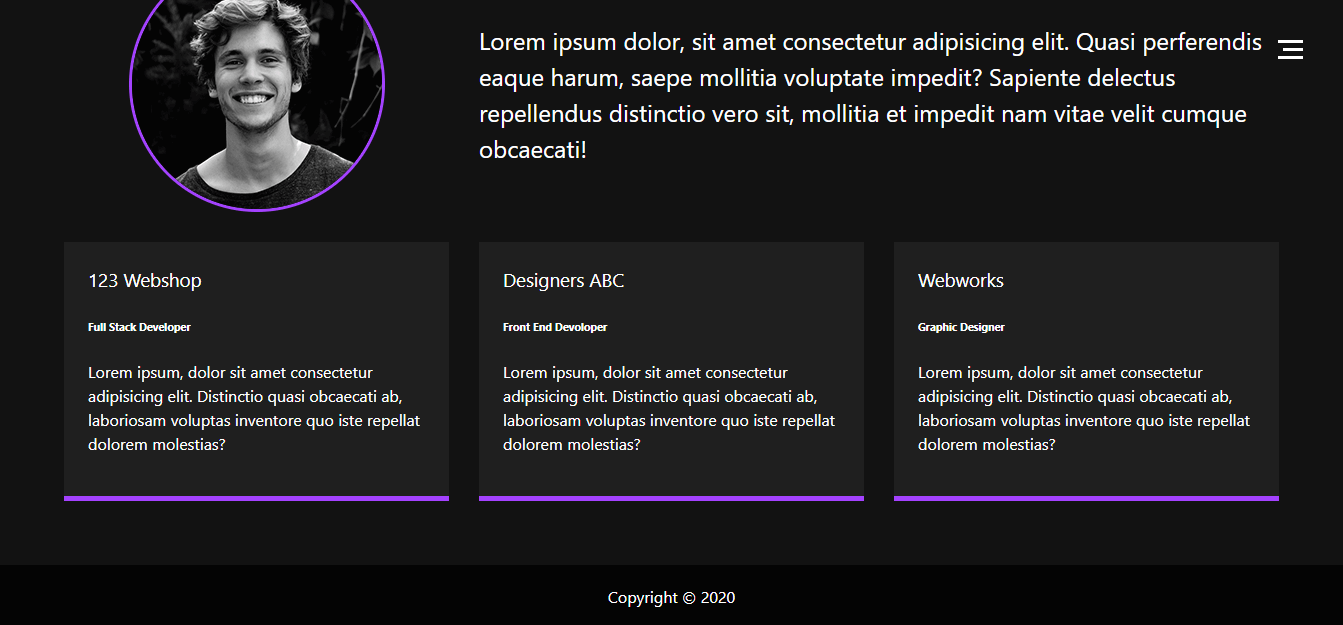 Lorem ipsum dolor, sit amet consectetur adipisicing elit. Quasi perferendis
eaque harum, saepe mollitia voluptate impedit? Sapiente delectus
repellendus distinctio vero sit, mollitia et impedit nam vitae velit cumque
obcaecati!
123 Webshop
Full Stack Developer
Lorem ipsum, dolor sit amet consectetur
adipisicing elit. Distinctio quasi obcaecati ab,
laboriosam voluptas inventore quo iste repellat
dolorem molestias?
Designers ABC
Front End Devoloper
Lorem ipsum, dolor sit amet consectetur
adipisicing elit. Distinctio quasi obcaecati ab,
laboriosam voluptas inventore quo iste repellat
dolorem molestias?
Webworks
Graphic Designer
Lorem ipsum, dolor sit amet consectetur
adipisicing elit. Distinctio quasi obcaecati ab,
laboriosam voluptas inventore quo iste repellat
dolorem molestias?
Copyright © 2020